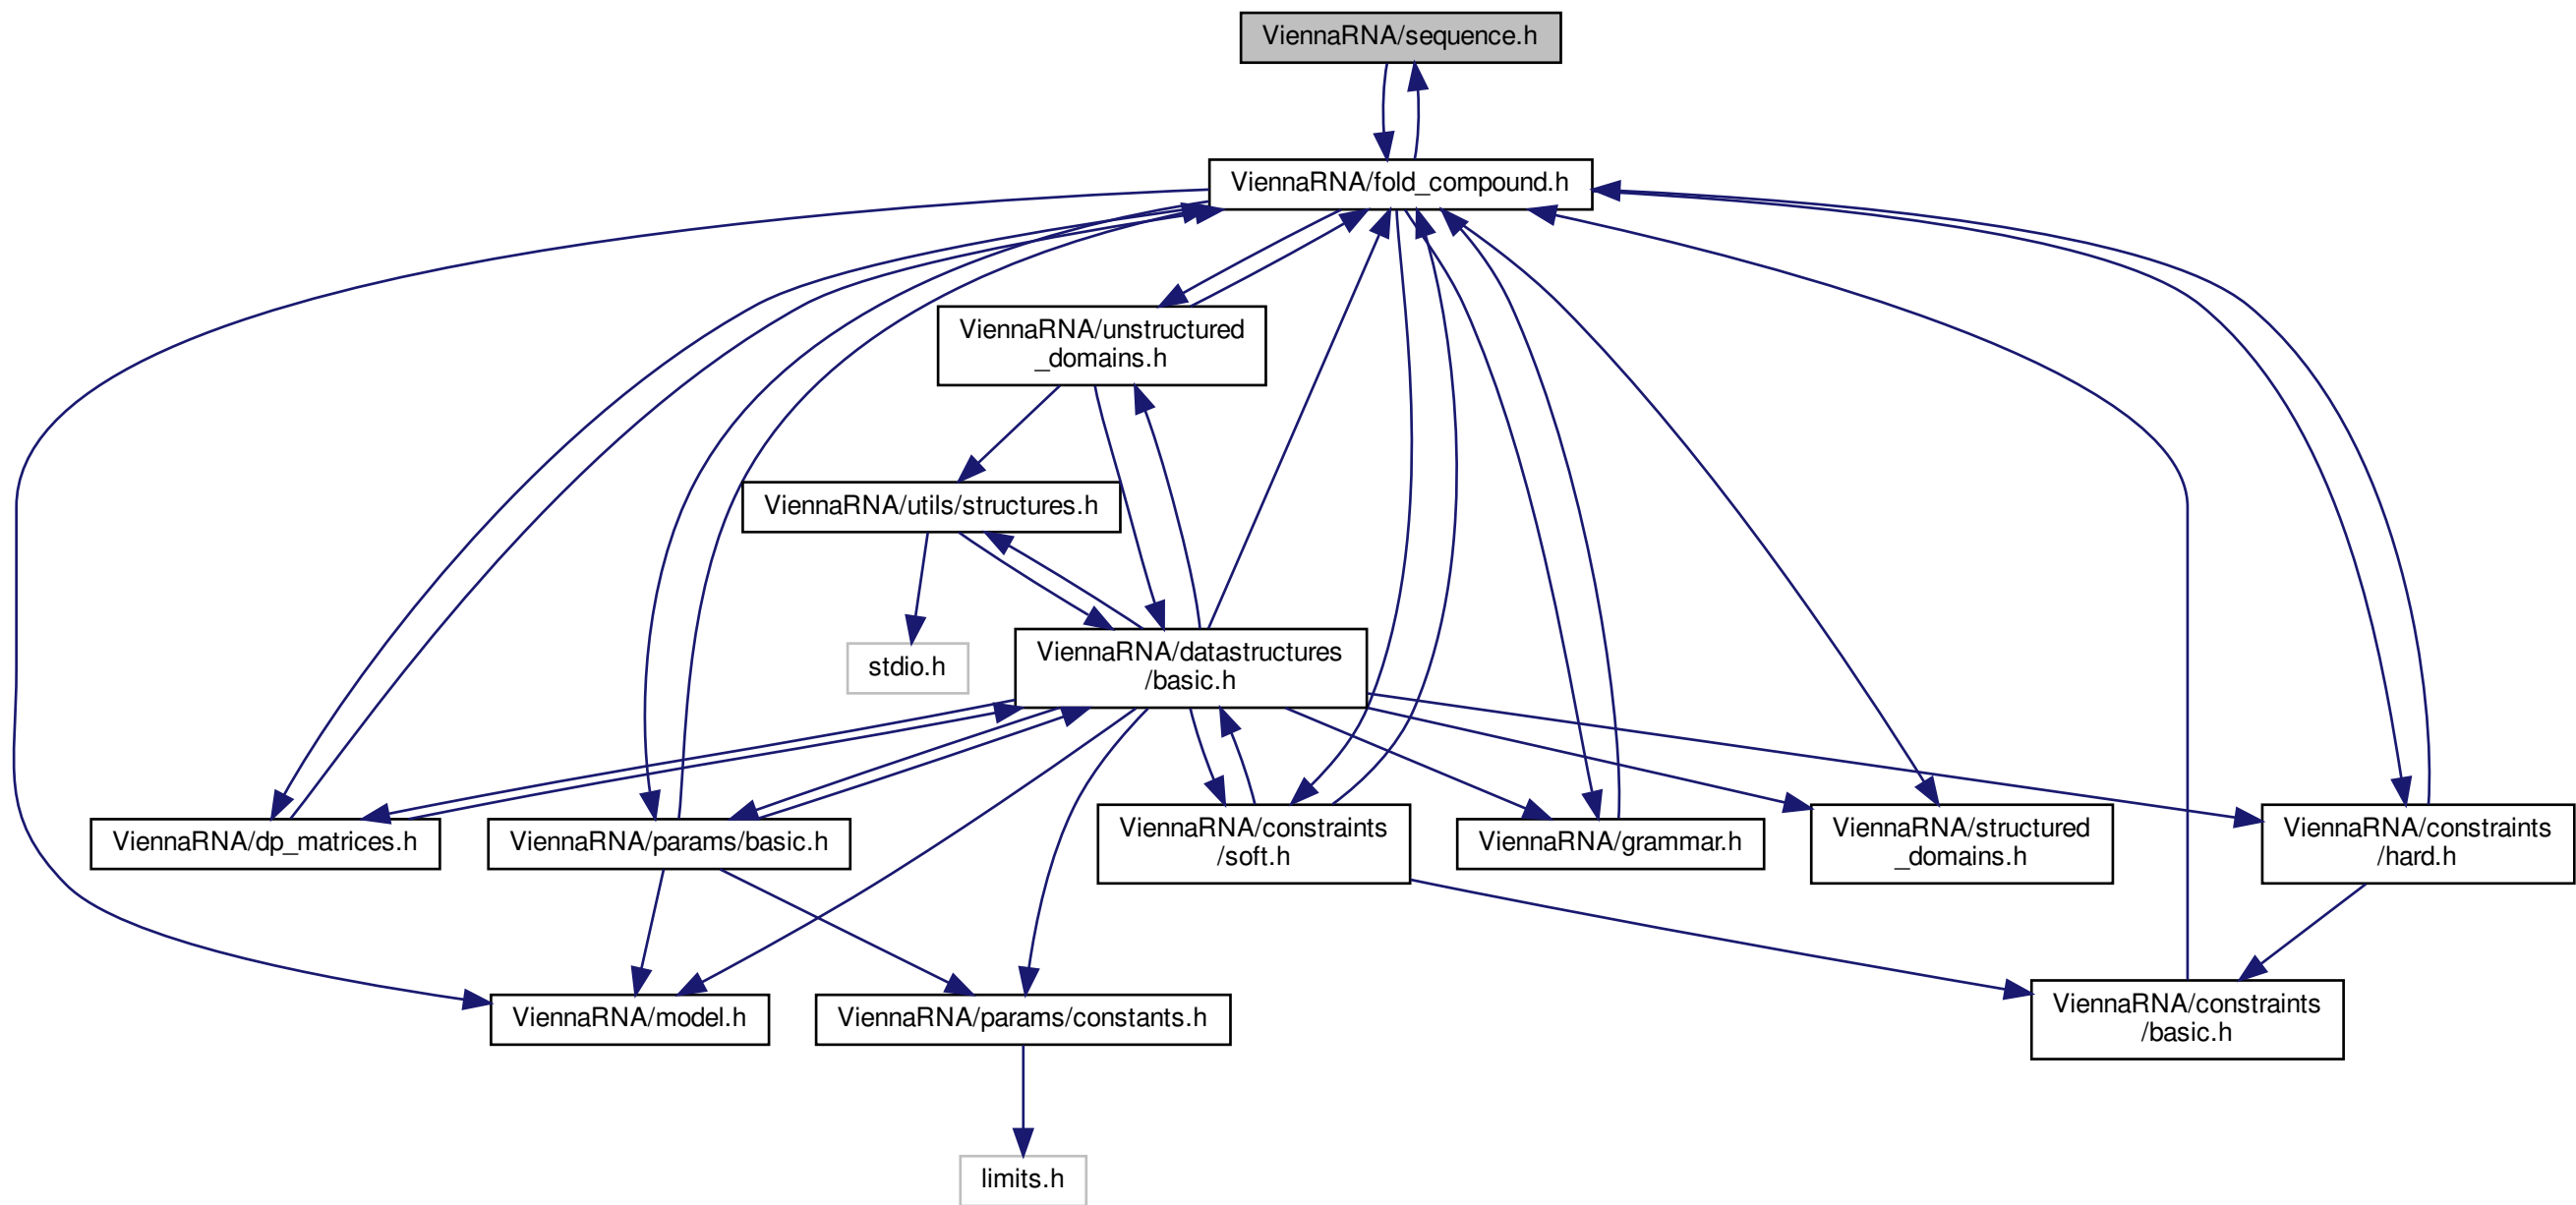 ViennaRNA/sequence.h
ViennaRNA/fold_compound.h
ViennaRNA/unstructured
_domains.h
ViennaRNA/utils/structures.h
stdio.h
ViennaRNA/datastructures
/basic.h
ViennaRNA/dp_matrices.h
ViennaRNA/params/basic.h
ViennaRNA/constraints
/soft.h
ViennaRNA/grammar.h
ViennaRNA/structured
_domains.h
ViennaRNA/constraints
/hard.h
ViennaRNA/model.h
ViennaRNA/params/constants.h
ViennaRNA/constraints
/basic.h
limits.h